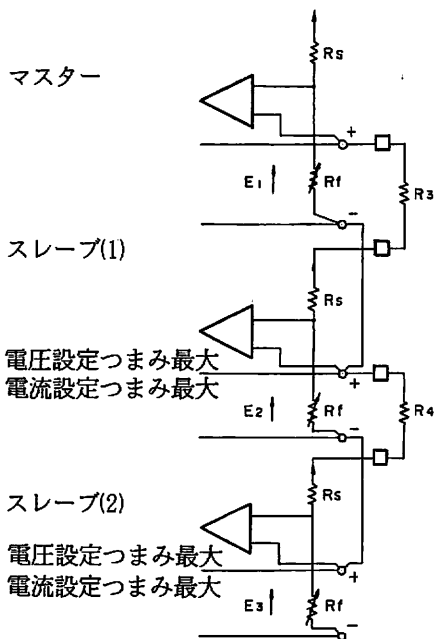 Rs
マスター
+
E1
Rf
R3
−
スレーブ(1)
Rs
電圧設定つまみ最大
電流設定つまみ最大
+
E2
Rf
R4
−
スレーブ(2)
Rs
電圧設定つまみ最大
電流設定つまみ最大
+
E3
Rf
−